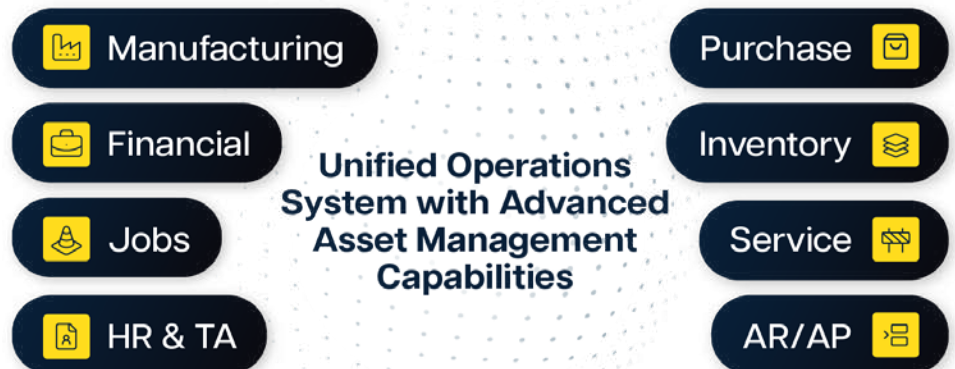 Manufacturing
Financial
Jobs
HR & TA
Unified Operations
System with Advanced
Asset Management
Capabilities
Purchase
Inventory
Service
AR/AP